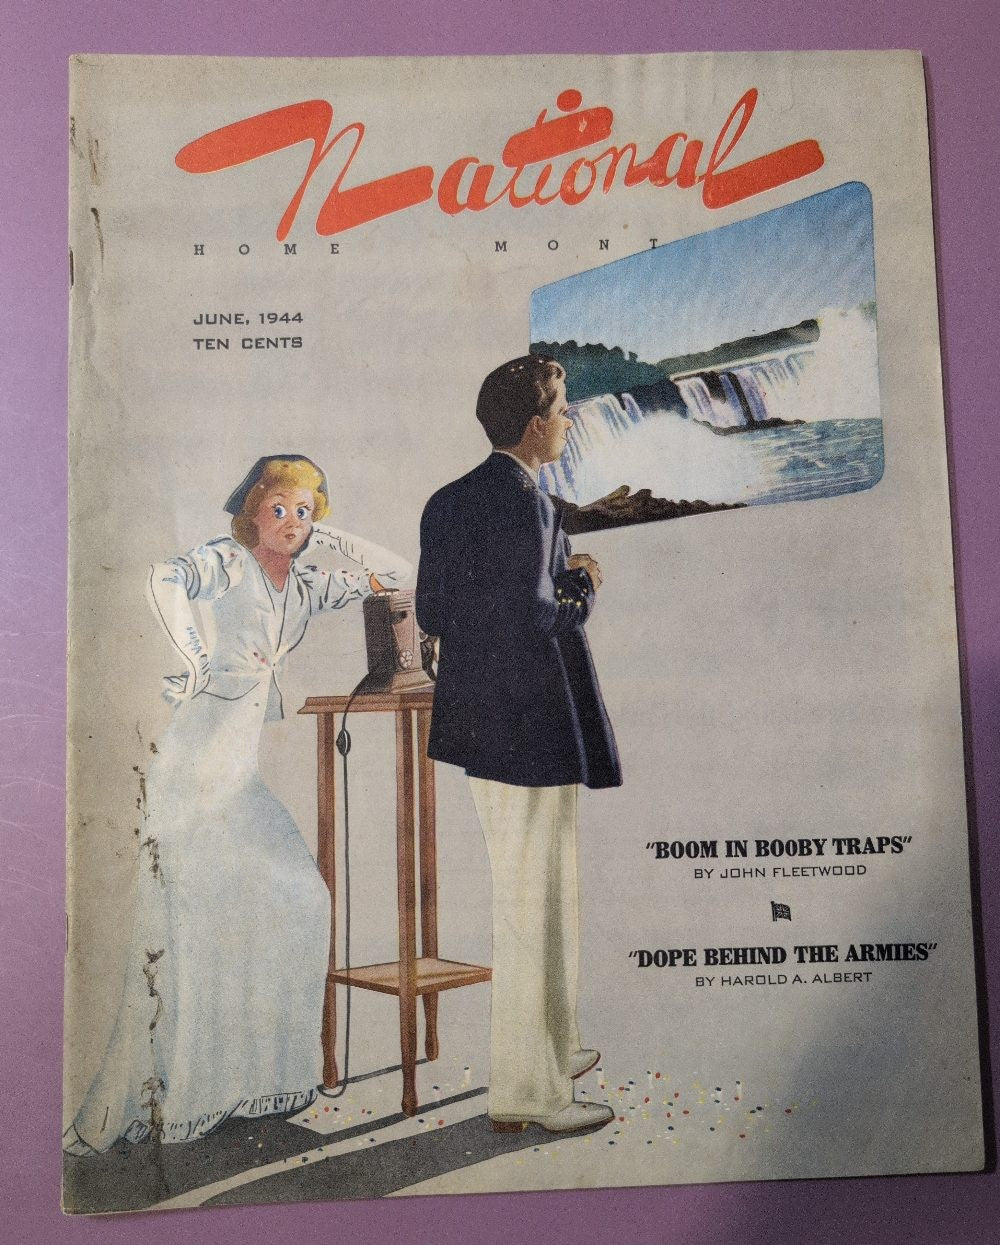 National
HOME MONT
JUNE, 1944
TEN CENTS
"BOOM IN BOOBY TRAPS"
BY JOHN FLEETWOOD
"DOPE BEHIND THE ARMIES"
BY HAROLD A. ALBERT